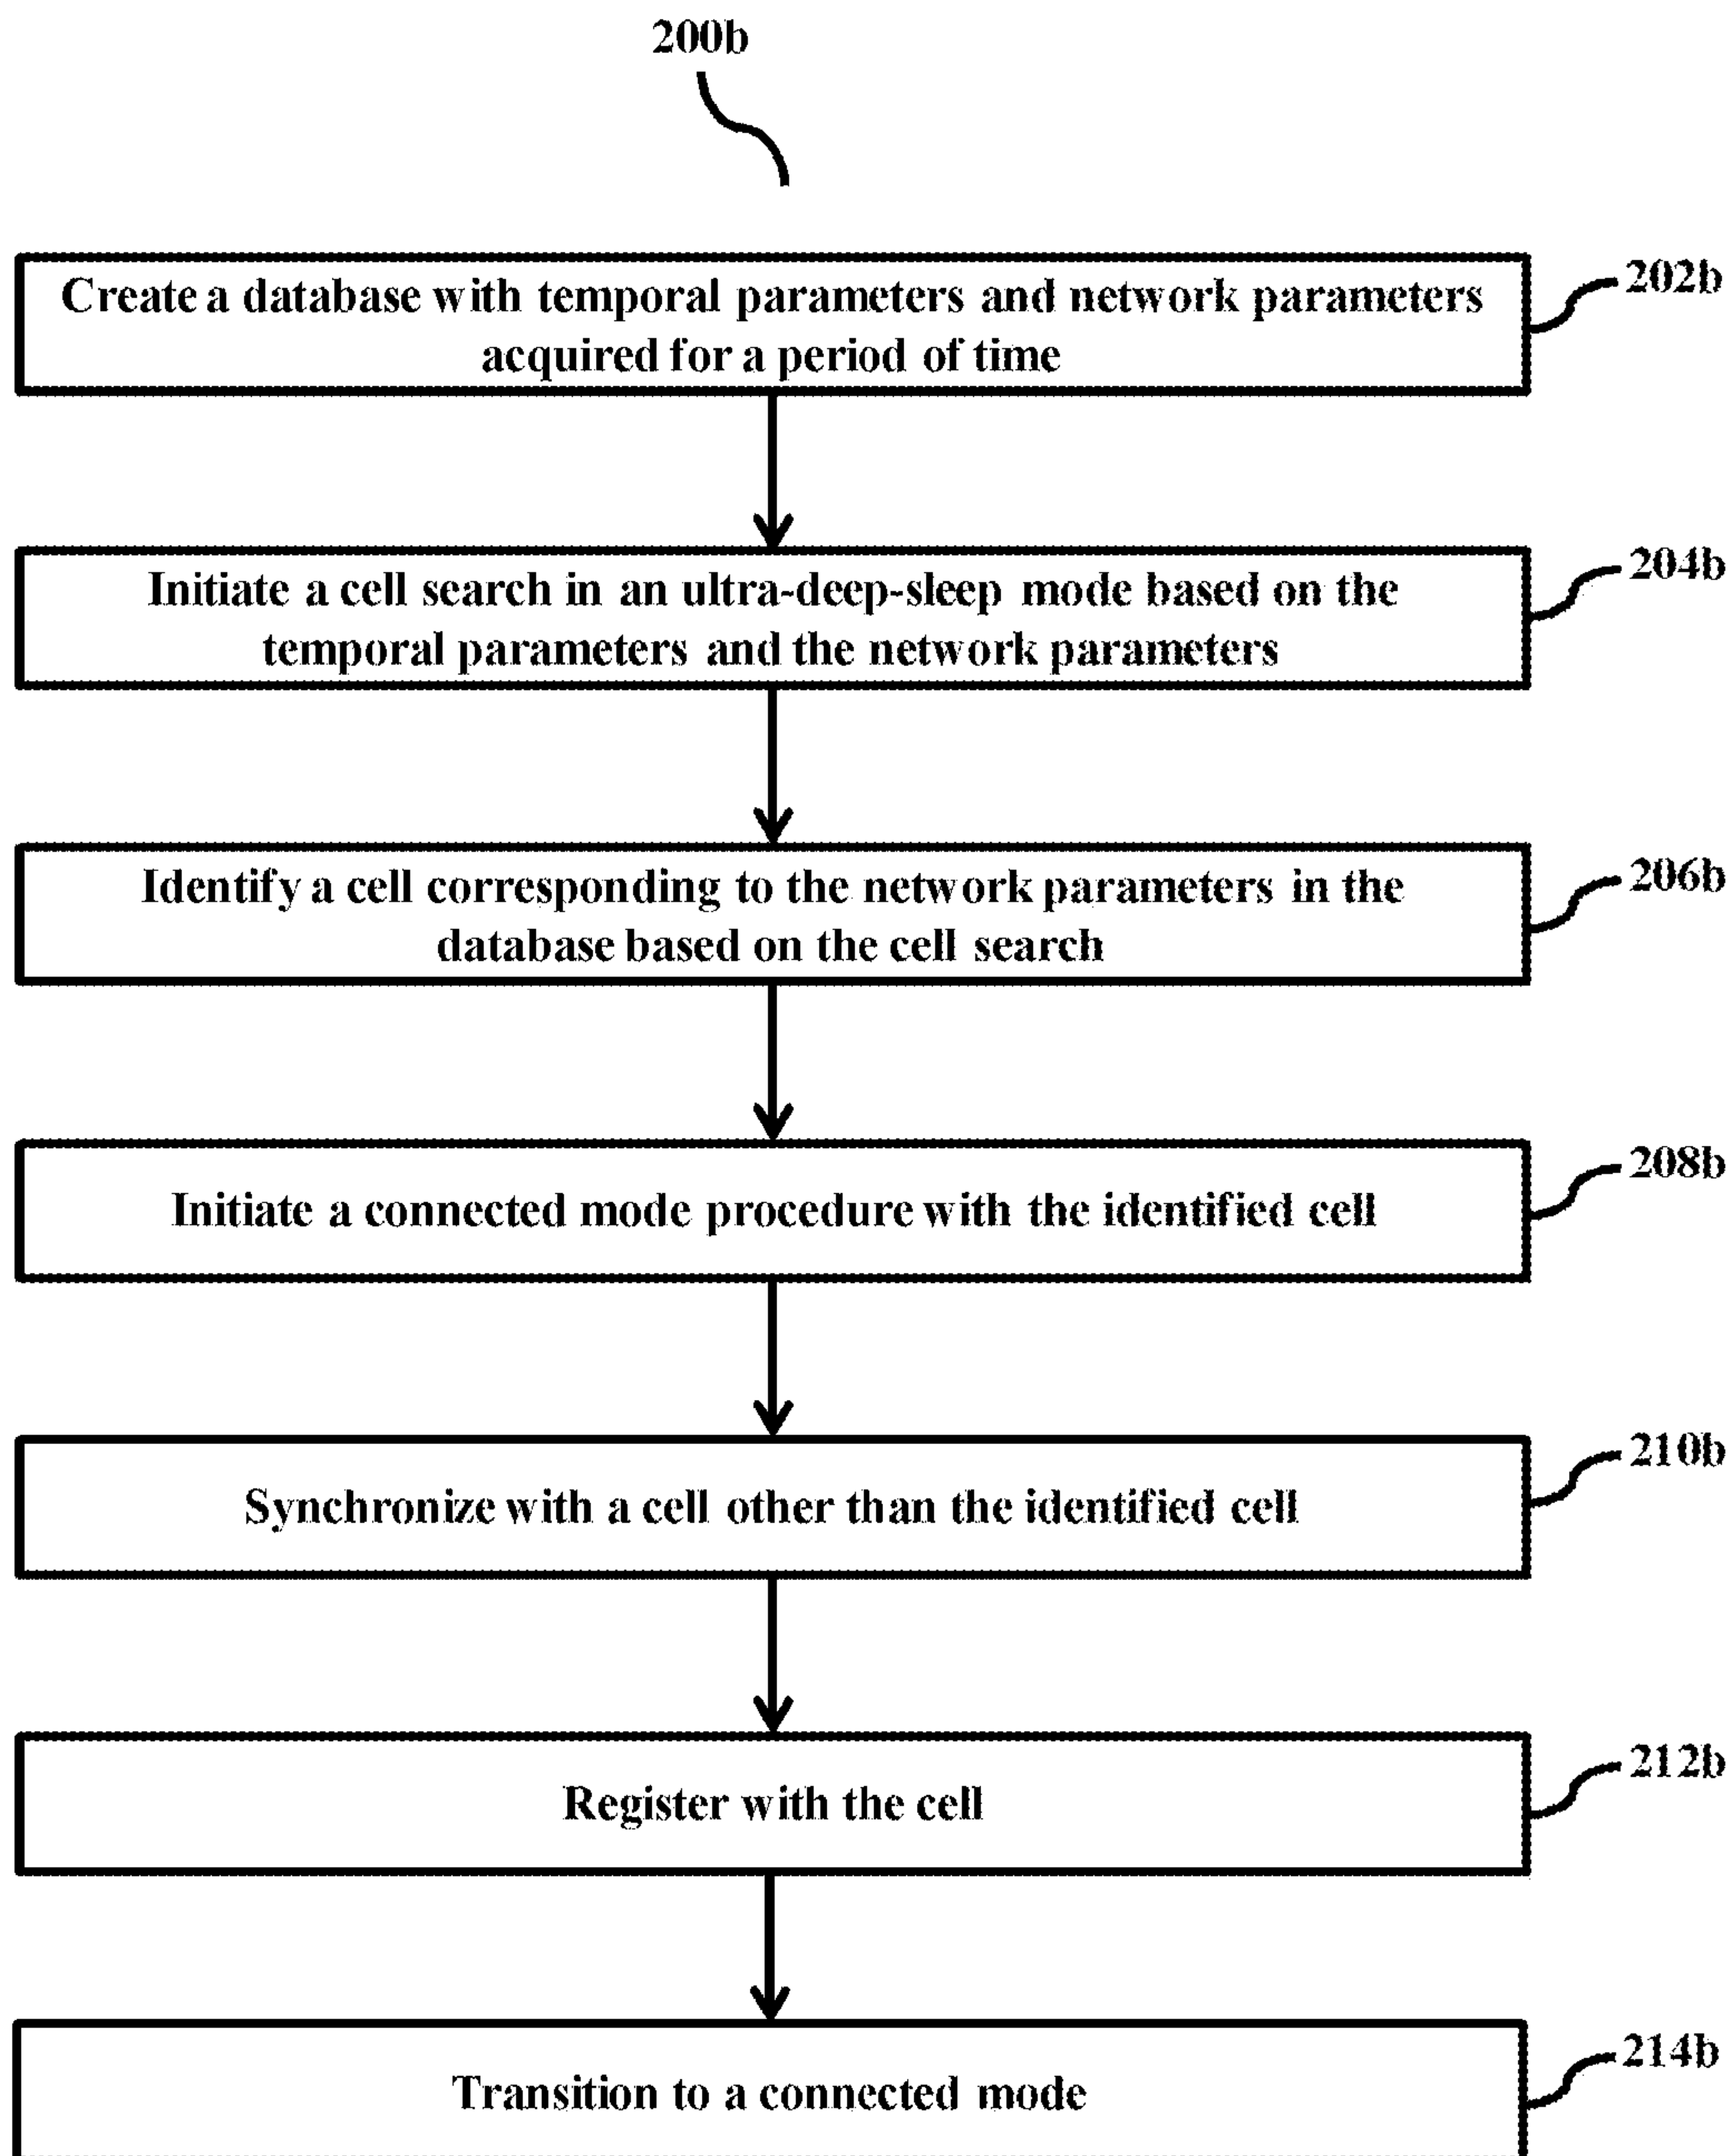 200b
Create a database with temporal parameters and network parameters
acquired for a period of time
202b
Initiate a cell search in an ultra-deep-sleep mode based on the
temporal parameters and the network parameters
204b
Identify a cell corresponding to the network parameters in the
database based on the cell search
206b
Initiate a connected mode procedure with the identified cell
208b
Synchronize with a cell other than the identified cell
210b
Register with the cell
212b
Transition to a connected mode
214b